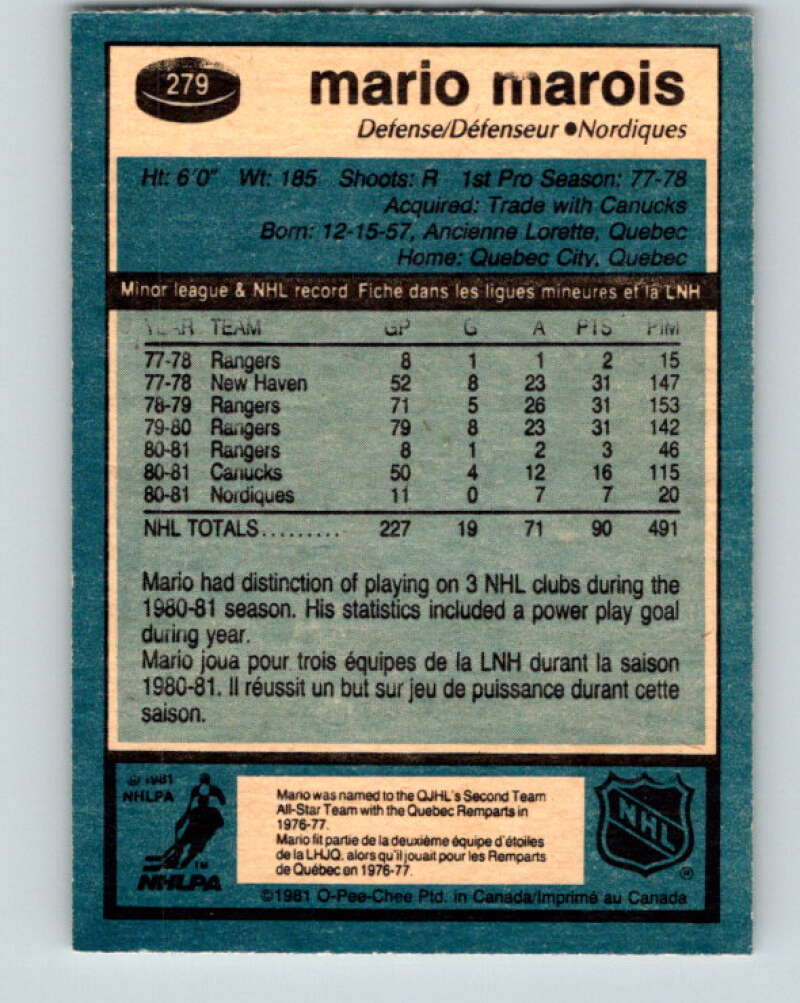 279
mario marois
Defense/Défenseur ●Nordiques
Ht: 6'0" Wt: 185 Shoots: R 1st Pro Season: 77-78
Acquired: Trade with Canucks
Born: 12-15-57, Ancienne Lorette, Quebec
Home: Quebec City, Quebec
Minor league & NHL record Fiche dans les ligues mineures et la LNH
YEAR TEAM GP G A PTS PIM
77-78 Rangers 8 1 1 2 15
77-78 New Haven 52 8 23 31 147
78-79 Rangers 71 5 26 31 153
79-80 Rangers 79 8 23 31 142
80-81 Rangers 8 1 2 3 46
80-81 Canucks 50 4 12 16 115
80-81 Nordiques 11 0 7 7 20
NHL TOTALS......... 227 19 71 90 491
Mario had distinction of playing on 3 NHL clubs during the
1980-81 season. His statistics included a power play goal
during year.
Mario joua pour trois équipes de la LNH durant la saison
1980-81. Il réussit un but sur jeu de puissance durant cette
saison.
© 1981
NHLPA
NHLPA
TM
Mario was named to the QJHL's Second Team
All-Star Team with the Quebec Remparts in
1976-77.
Mario fit partie de la deuxième équipe d'étoiles
de la LHJQ. alors qu'il jouait pour les Remparts
de Québec en 1976-77.
NHL
®
©1981 O-Pee-Chee Ptd. in Canada/Imprimé au Canada